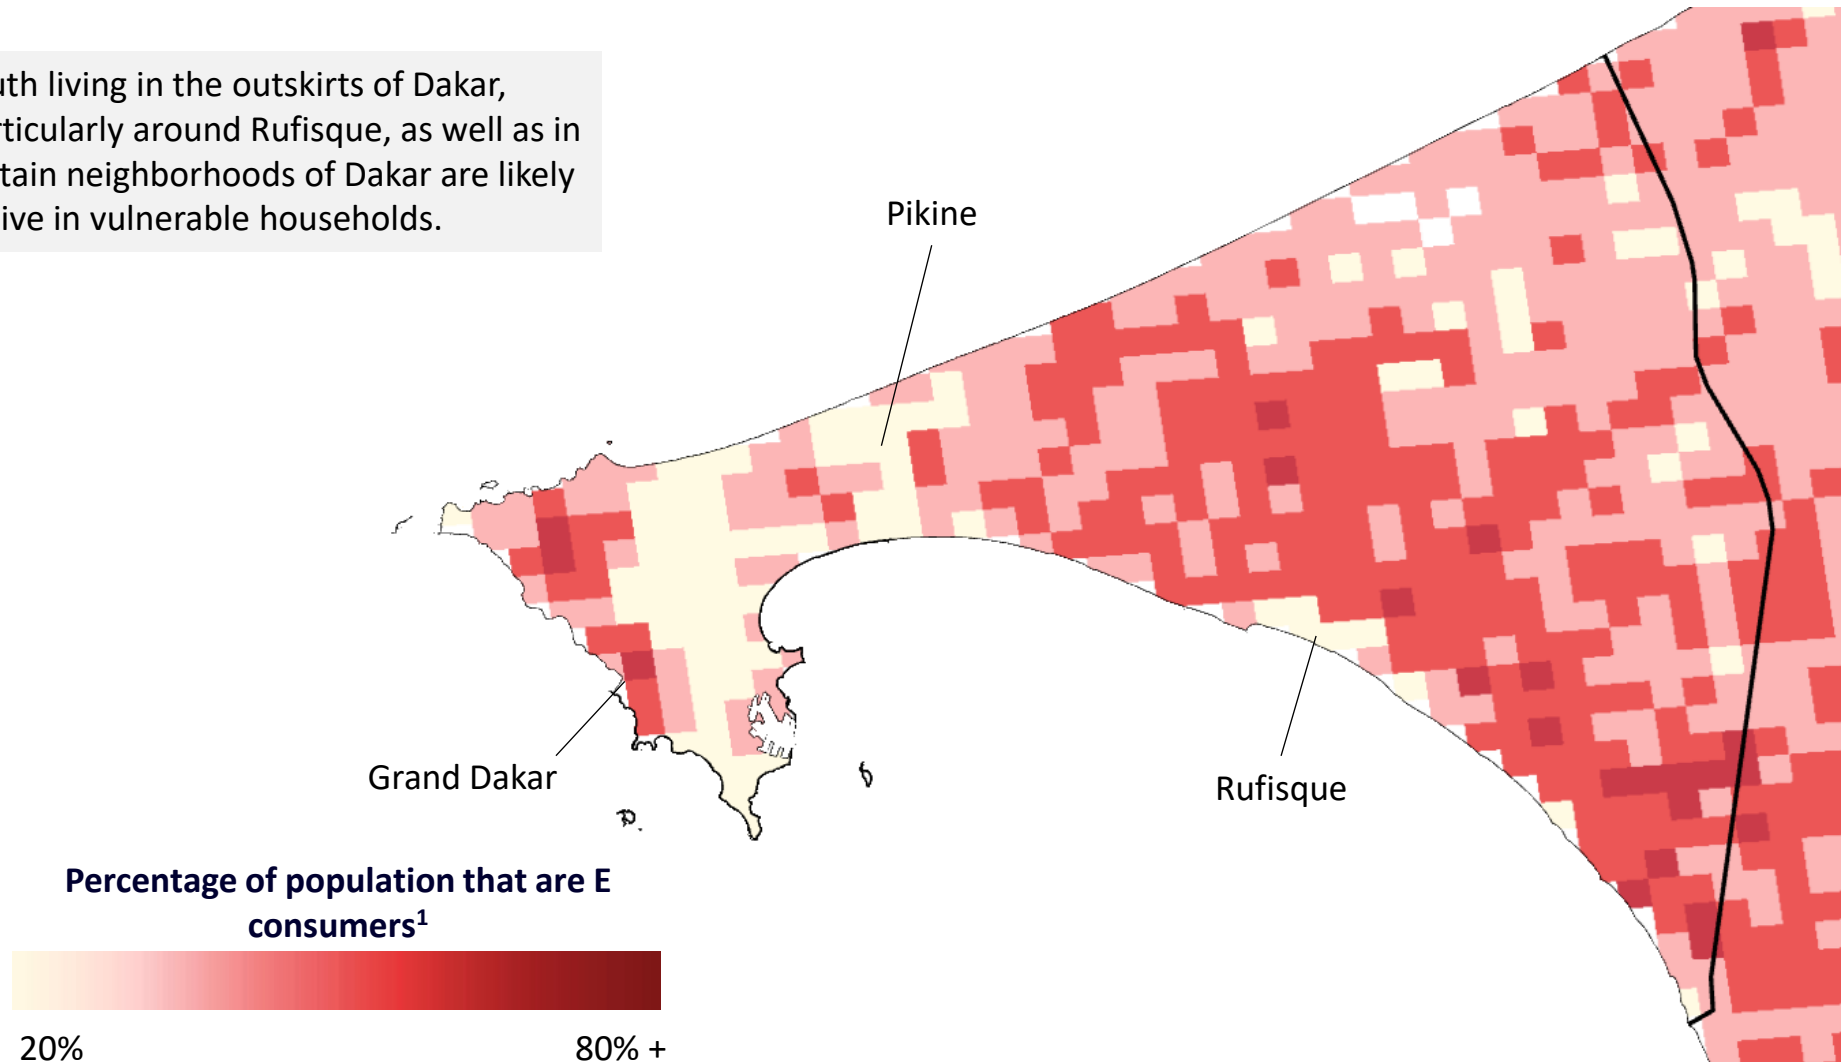 uth living in the outskirts of Dakar,
rticularly around Rufisque, as well as in
tain neighborhoods of Dakar are likely
ive in vulnerable households.
Pikine
Grand Dakar
Rufisque
Percentage of population that are E
consumers¹
20%
80% +